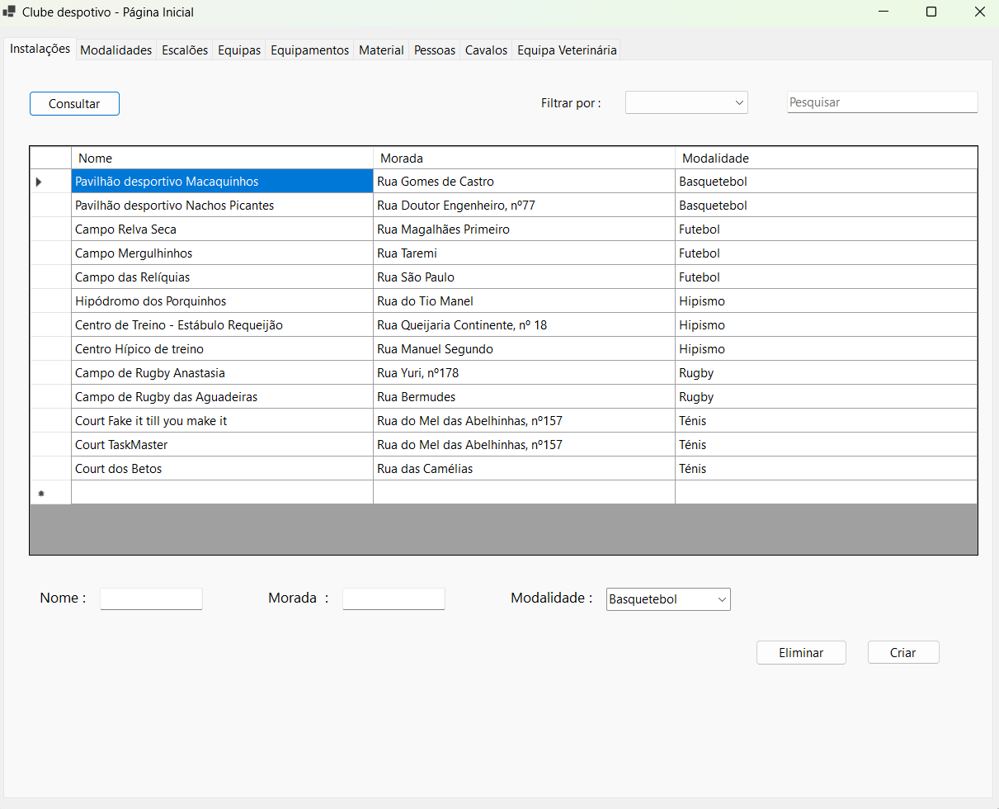 Clube despotivo - Página Inicial
Instalações Modalidades Escalões Equipas Equipamentos Material Pessoas Cavalos Equipa Veterinária
Consultar Filtrar por : Pesquisar
Nome Morada Modalidade
Pavilhão desportivo Macaquinhos Rua Gomes de Castro Basquetebol
Pavilhão desportivo Nachos Picantes Rua Doutor Engenheiro, nº77 Basquetebol
Campo Relva Seca Rua Magalhães Primeiro Futebol
Campo Mergulhinhos Rua Taremi Futebol
Campo das Relíquias Rua São Paulo Futebol
Hipódromo dos Porquinhos Rua do Tio Manel Hipismo
Centro de Treino - Estábulo Requeijão Rua Queijaria Continente, nº 18 Hipismo
Centro Hípico de treino Rua Manuel Segundo Hipismo
Campo de Rugby Anastasia Rua Yuri, nº178 Rugby
Campo de Rugby das Aguadeiras Rua Bermudes Rugby
Court Fake it till you make it Rua do Mel das Abelhinhas, nº157 Ténis
Court TaskMaster Rua do Mel das Abelhinhas, nº157 Ténis
Court dos Betos Rua das Camélias Ténis
Nome : Morada : Modalidade : Basquetebol
Eliminar Criar